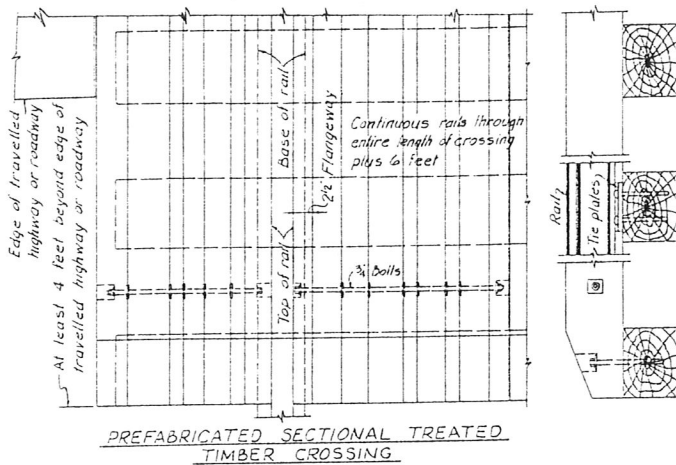 Edge of travelled
highway or roadway
At least 4 feet beyond edge of
travelled highway or roadway
Base of rail
Top of rail
2½ Flangeway
Continuous rails through
entire length of crossing
plus 6 feet
¾ Bolts
Rail
Tie plates
PREFABRICATED SECTIONAL TREATED
TIMBER CROSSING